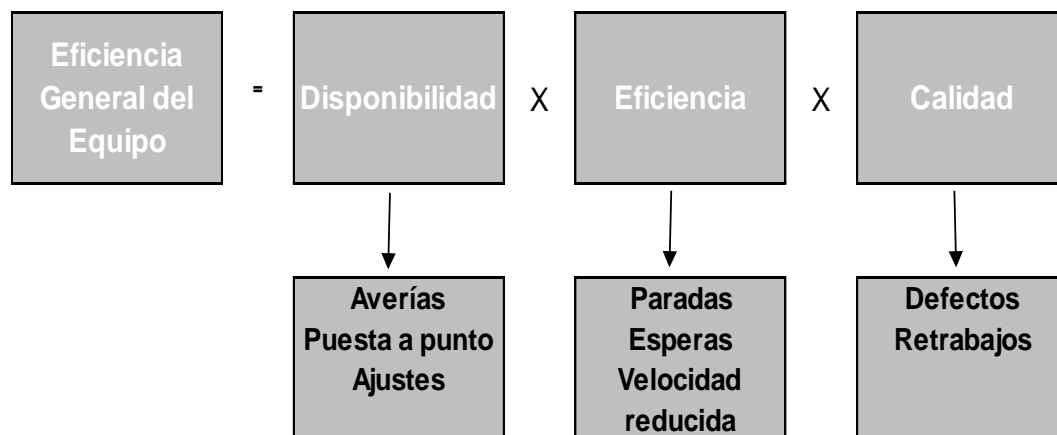 Eficiencia
General del
Equipo
=
Disponibilidad
X
Eficiencia
X
Calidad
Averías
Puesta a punto
Ajustes
Paradas
Esperas
Velocidad
reducida
Defectos
Retrabajos